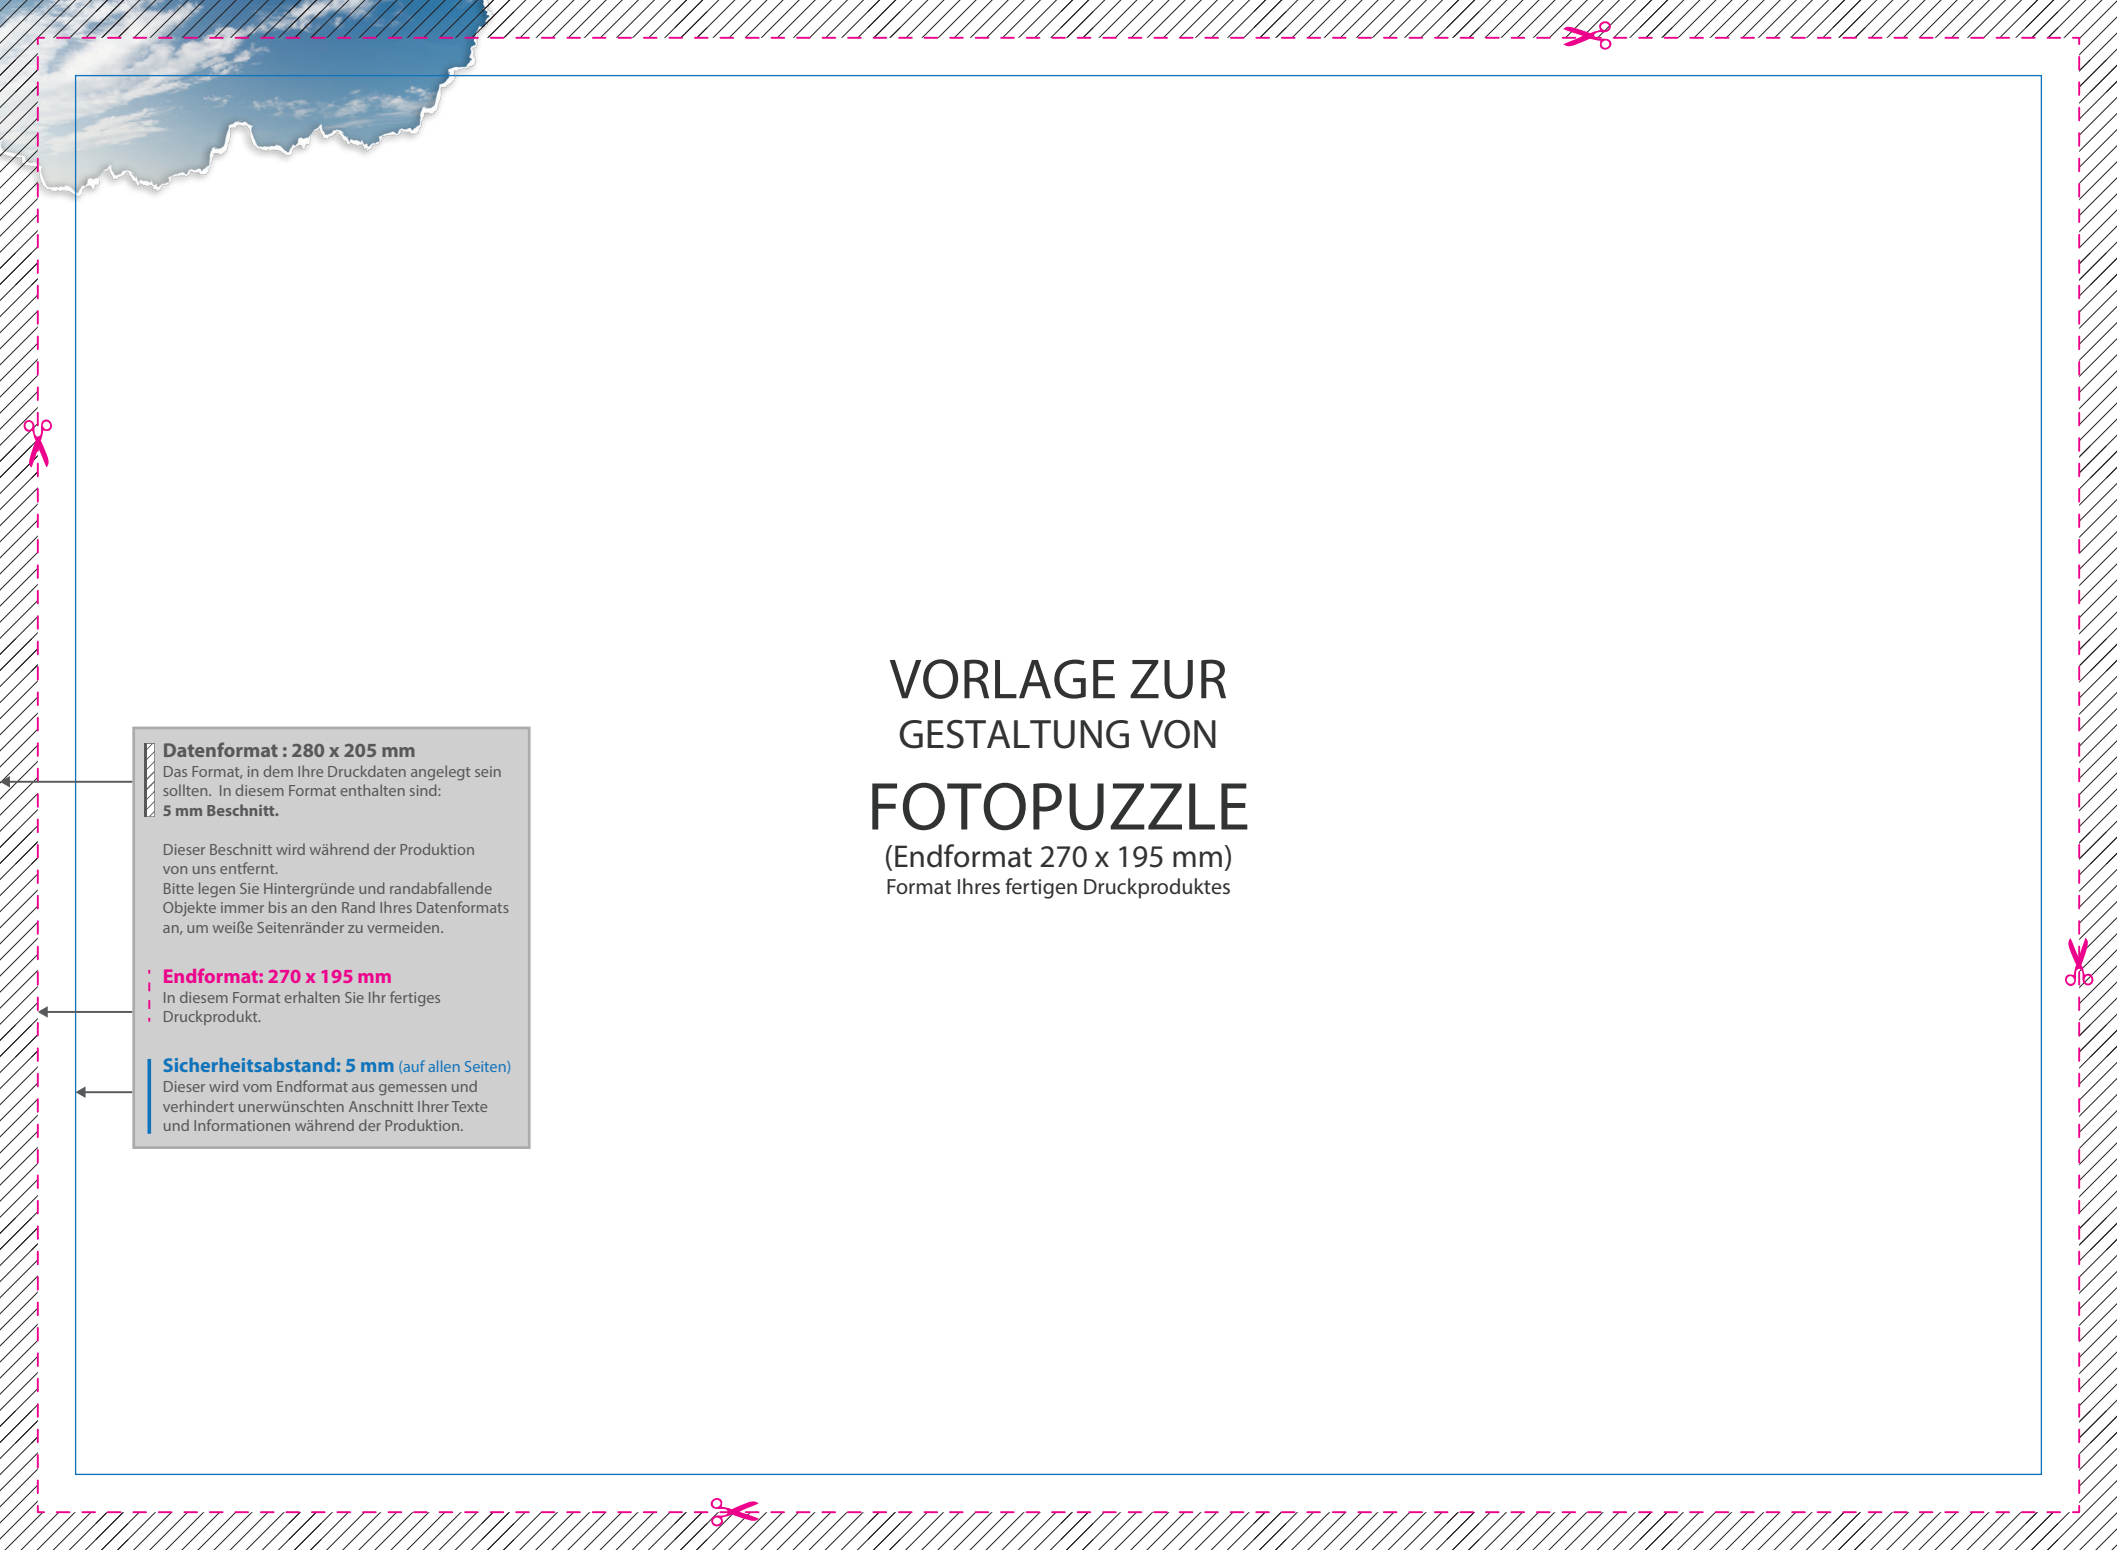 VORLAGE ZUR
GESTALTUNG VON
FOTOPUZZLE
(Endformat 270 x 195 mm)
Format Ihres fertigen Druckproduktes
Datenformat : 280 x 205 mm
Das Format, in dem Ihre Druckdaten angelegt sein
sollten. In diesem Format enthalten sind:
5 mm Beschnitt.
Dieser Beschnitt wird während der Produktion
von uns entfernt.
Bitte legen Sie Hintergründe und randabfallende
Objekte immer bis an den Rand Ihres Datenformats
an, um weiße Seitenränder zu vermeiden.
Endformat: 270 x 195 mm
In diesem Format erhalten Sie Ihr fertiges
Druckprodukt.
Sicherheitsabstand: 5 mm (auf allen Seiten)
Dieser wird vom Endformat aus gemessen und
verhindert unerwünschten Anschnitt Ihrer Texte
und Informationen während der Produktion.